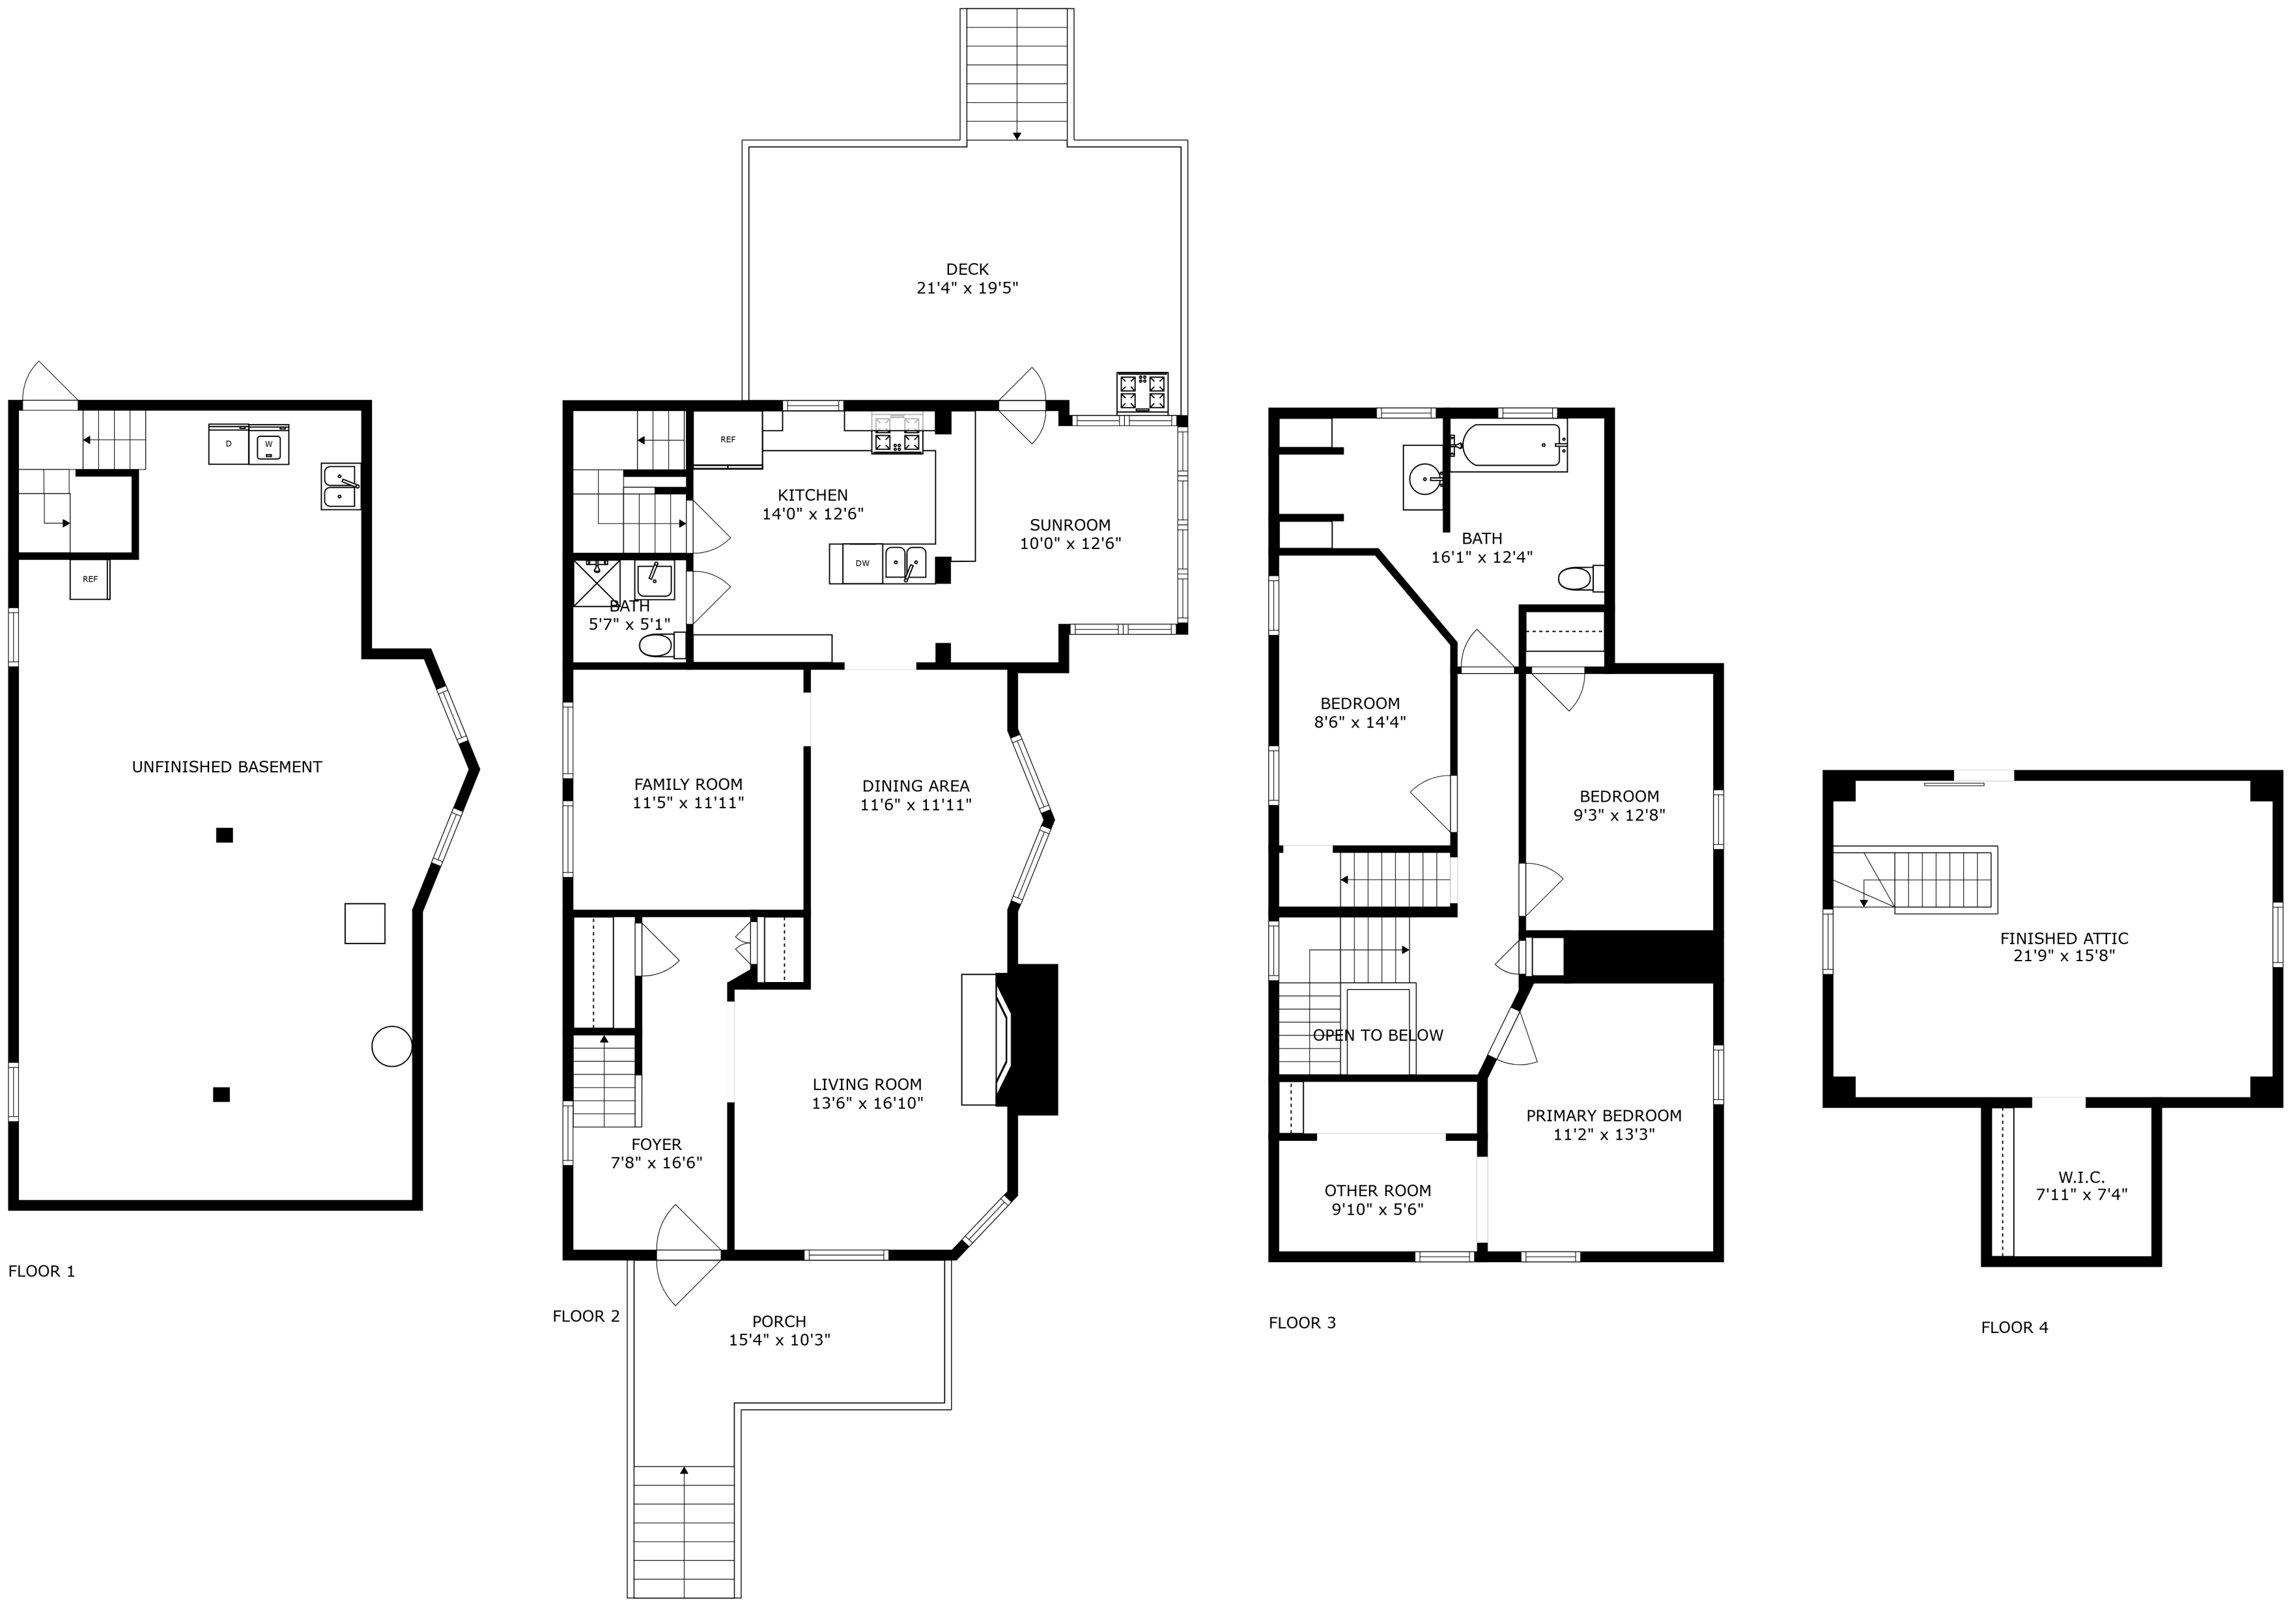 UNFINISHED BASEMENT
D
W
REF
FLOOR 1
DECK
21'4" x 19'5"
REF
KITCHEN
14'0" x 12'6"
SUNROOM
10'0" x 12'6"
DW
BATH
5'7" x 5'1"
FAMILY ROOM
11'5" x 11'11"
DINING AREA
11'6" x 11'11"
LIVING ROOM
13'6" x 16'10"
FOYER
7'8" x 16'6"
PORCH
15'4" x 10'3"
FLOOR 2
BATH
16'1" x 12'4"
BEDROOM
8'6" x 14'4"
BEDROOM
9'3" x 12'8"
OPEN TO BELOW
PRIMARY BEDROOM
11'2" x 13'3"
OTHER ROOM
9'10" x 5'6"
FLOOR 3
FINISHED ATTIC
21'9" x 15'8"
W.I.C.
7'11" x 7'4"
FLOOR 4